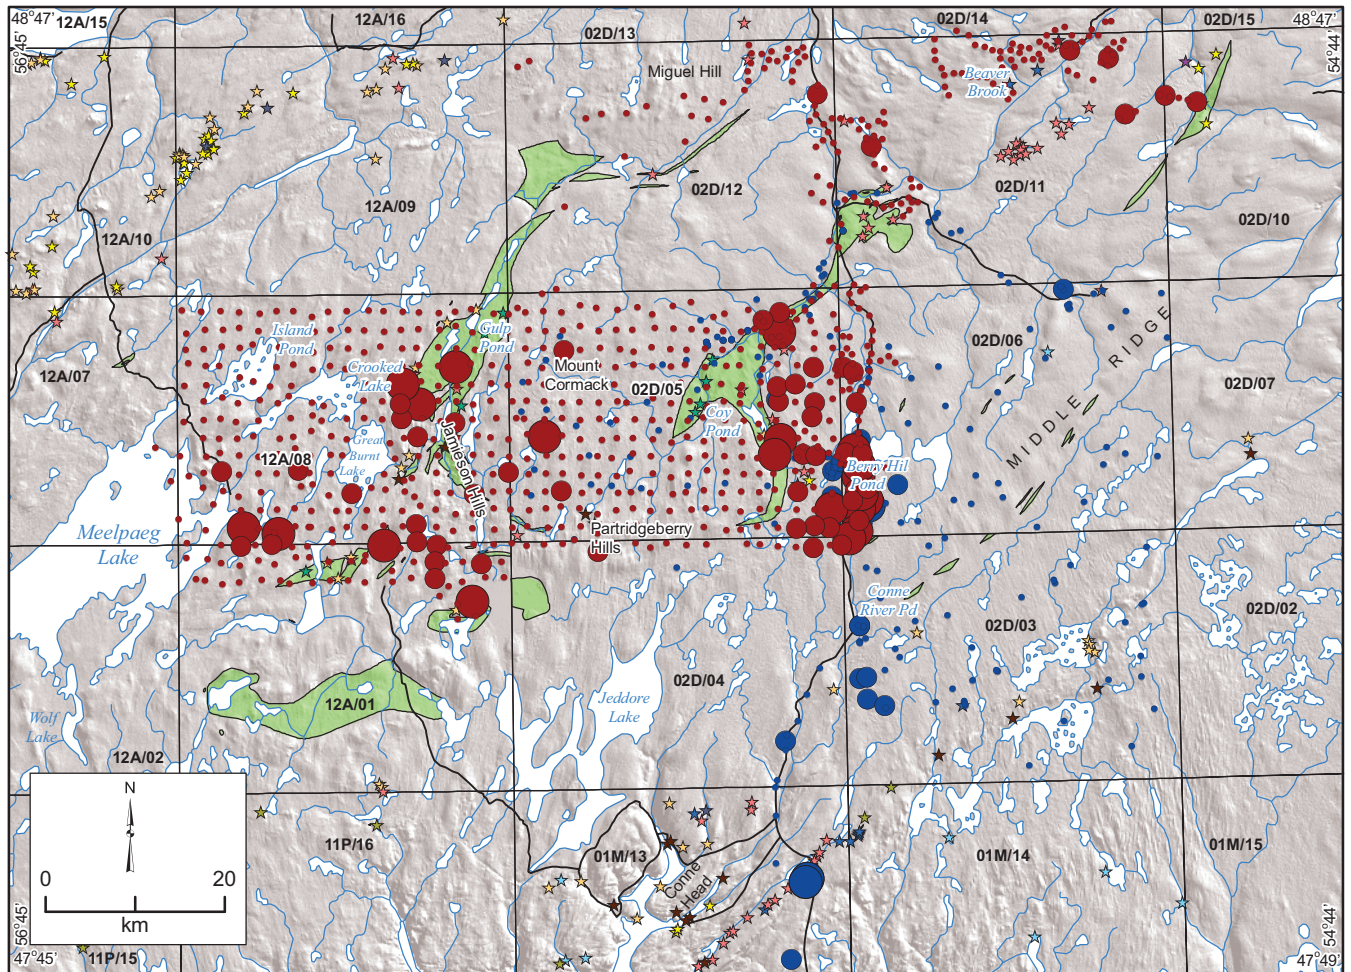 48°47'
12A/15
12A/16
02D/13
02D/14
02D/15
48°47'
56°45'
54°44'
Miguel Hill
Beaver
Brook
02D/12
02D/11
12A/09
02D/10
12A/10
Island
Pond
Gulp
Pond
02D/06
MIDDLE RIDGE
Crooked
Lake
Mount
Cormack
12A/07
02D/05
02D/07
Coy
Pond
Great
Burnt
Lake
Jamieson Hills
12A/08
Berry Hil
Pond
Meelpaeg
Lake
Partridgeberry
Hills
Conne
River Pd
02D/02
02D/03
02D/04
Jeddore
Lake
12A/01
Wolf
Lake
12A/02
N
0
20
km
11P/16
01M/13
Conne
Head
01M/14
01M/15
56°45'
54°44'
47°45'
11P/15
47°49'